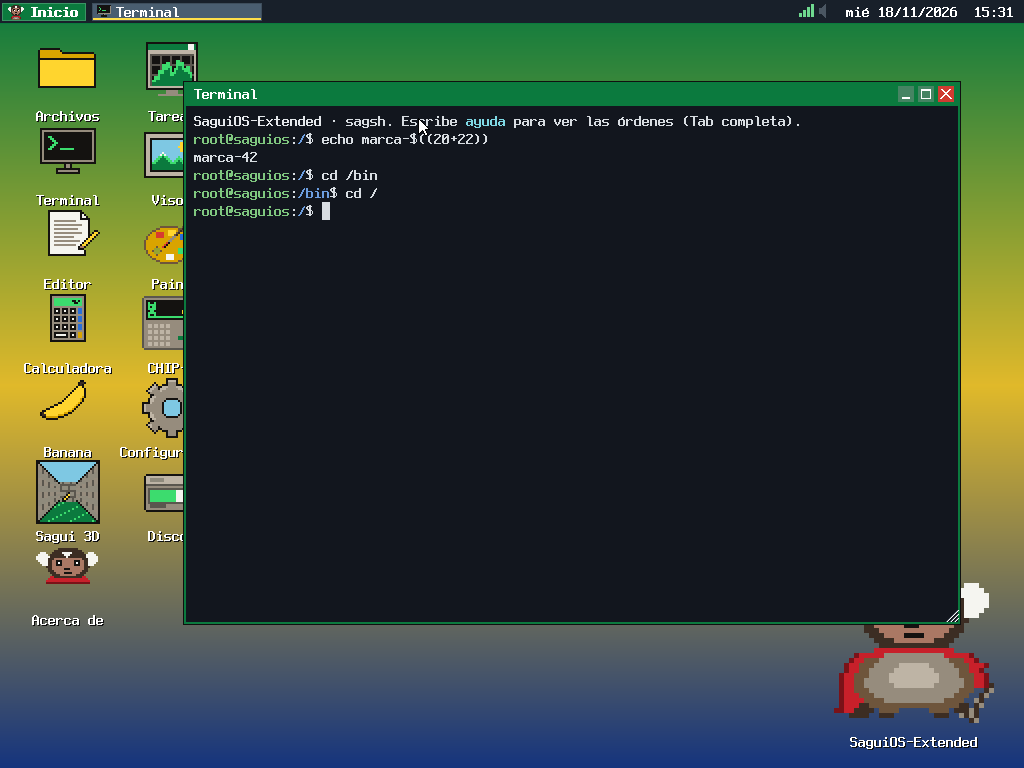 Inicio
Terminal
mié 18/11/2026 15:31
Archivos
Terminal
Editor
Calculadora
Banana
Sagui 3D
Acerca de
Terminal
SaguiOS-Extended · sagsh. Escribe ayuda para ver las órdenes (Tab completa).
root@saguios:/$ echo marca-$((20+22))
marca-42
root@saguios:/$ cd /bin
root@saguios:/bin$ cd /
root@saguios:/$
SaguiOS-Extended